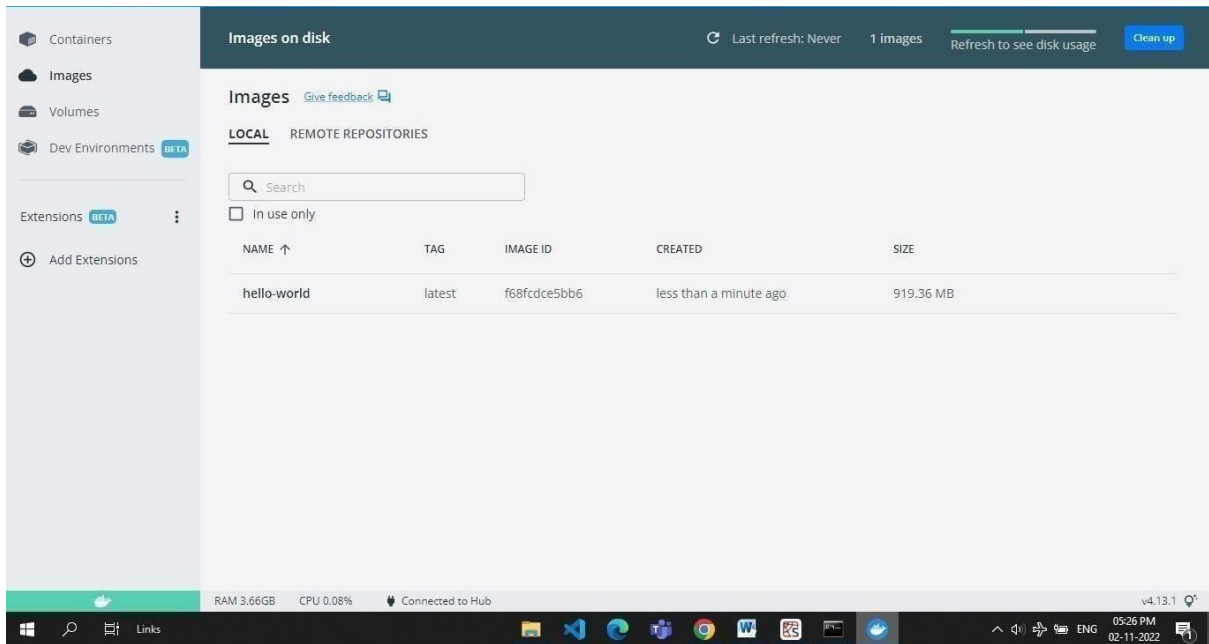 Containers
Images
Volumes
Dev Environments BETA
Extensions BETA
Add Extensions
Images on disk
Last refresh: Never
1 images
Refresh to see disk usage
Clean up
Images Give feedback
LOCAL REMOTE REPOSITORIES
Search
In use only
NAME TAG IMAGE ID CREATED SIZE
hello-world latest f68fcdce5bb6 less than a minute ago 919.36 MB
RAM 3.66GB CPU 0.08% Connected to Hub v4.13.1
Links
ENG
05:26 PM
02-11-2022